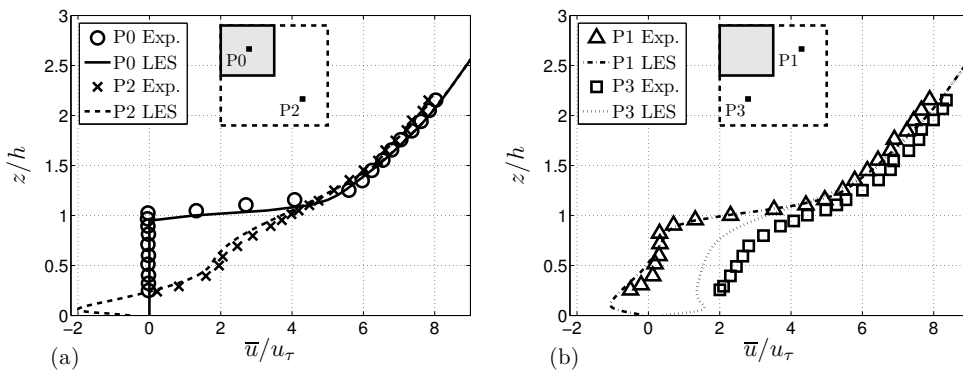 P0 Exp.
P0 LES
P2 Exp.
P2 LES
P0
P2
3
2.5
2
1.5
1
0.5
0
z/h
−2 0 2 4 6 8
(a)
u̅/u_τ
P1 Exp.
P1 LES
P3 Exp.
P3 LES
P1
P3
3
2.5
2
1.5
1
0.5
0
z/h
−2 0 2 4 6 8
(b)
u̅/u_τ